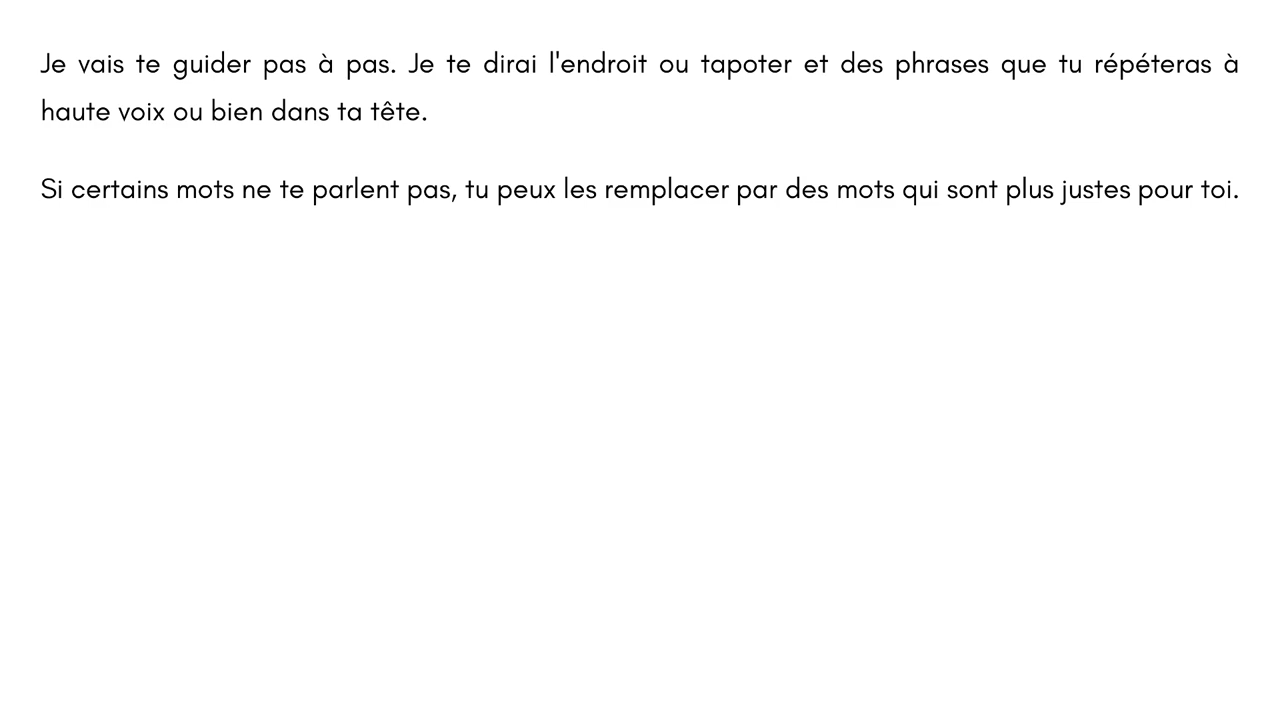 Je vais te guider pas à pas. Je te dirai l'endroit ou tapoter et des phrases que tu répéteras à
haute voix ou bien dans ta tête.
Si certains mots ne te parlent pas, tu peux les remplacer par des mots qui sont plus justes pour toi.